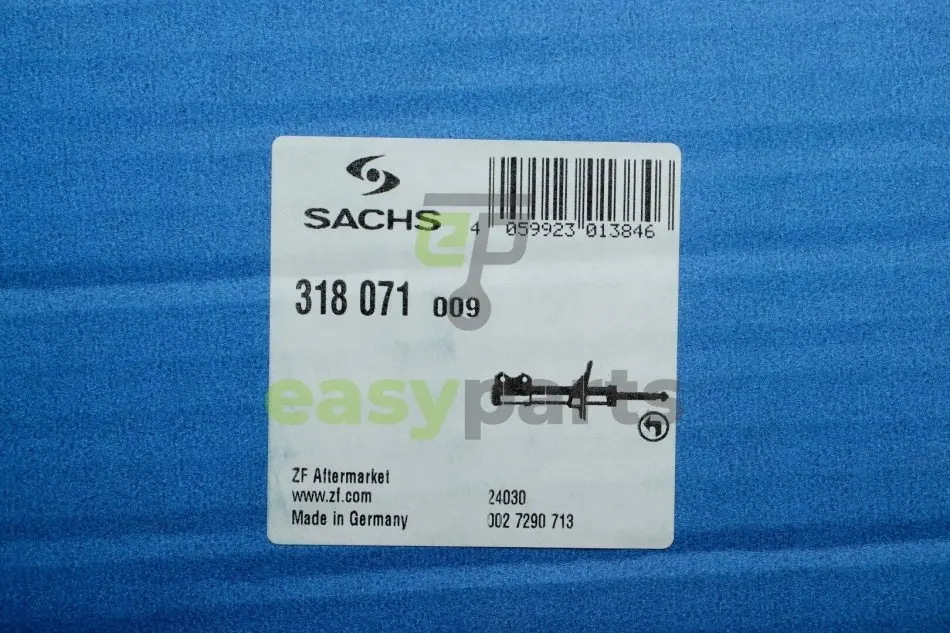 SACHS
4 059923 013846
318 071 009
easyparts
ZF Aftermarket
www.zf.com
Made in Germany
24030
002 7290 713